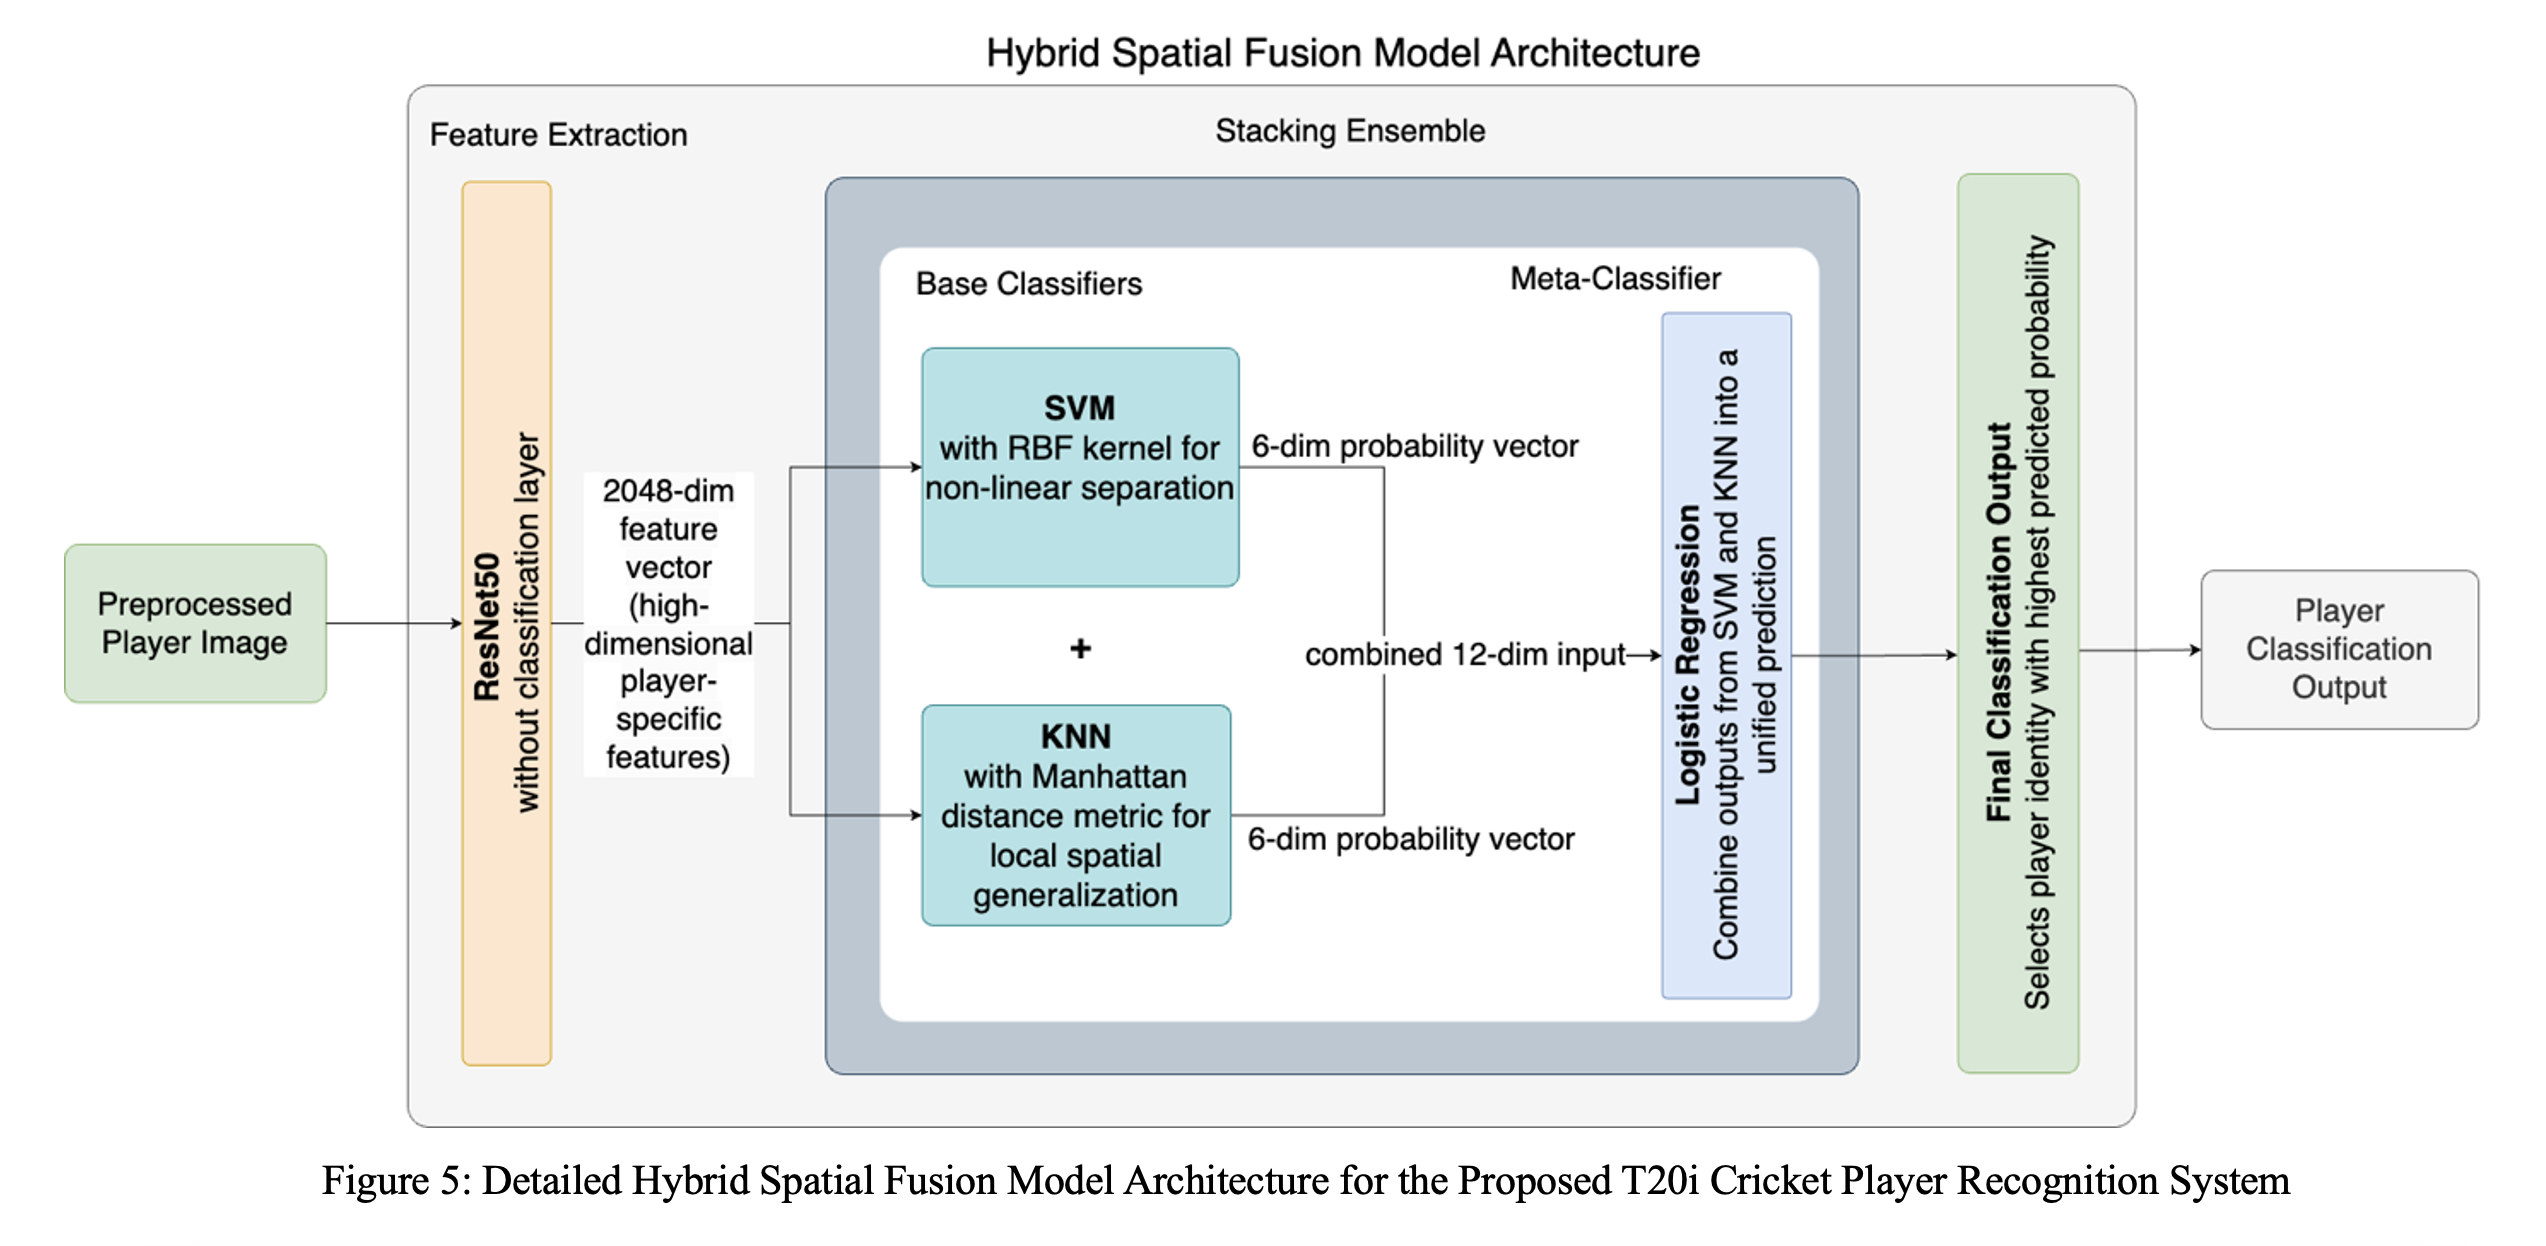 Hybrid Spatial Fusion Model Architecture
Feature Extraction
Stacking Ensemble
Preprocessed
Player Image
ResNet50
without classification layer
2048-dim
feature
vector
(high-
dimensional
player-
specific
features)
Base Classifiers
SVM
with RBF kernel for
non-linear separation
+
KNN
with Manhattan
distance metric for
local spatial
generalization
6-dim probability vector
combined 12-dim input
6-dim probability vector
Meta-Classifier
Logistic Regression
Combine outputs from SVM and KNN into a
unified prediction
Final Classification Output
Selects player identity with highest predicted probability
Player
Classification
Output
Figure 5: Detailed Hybrid Spatial Fusion Model Architecture for the Proposed T20i Cricket Player Recognition System